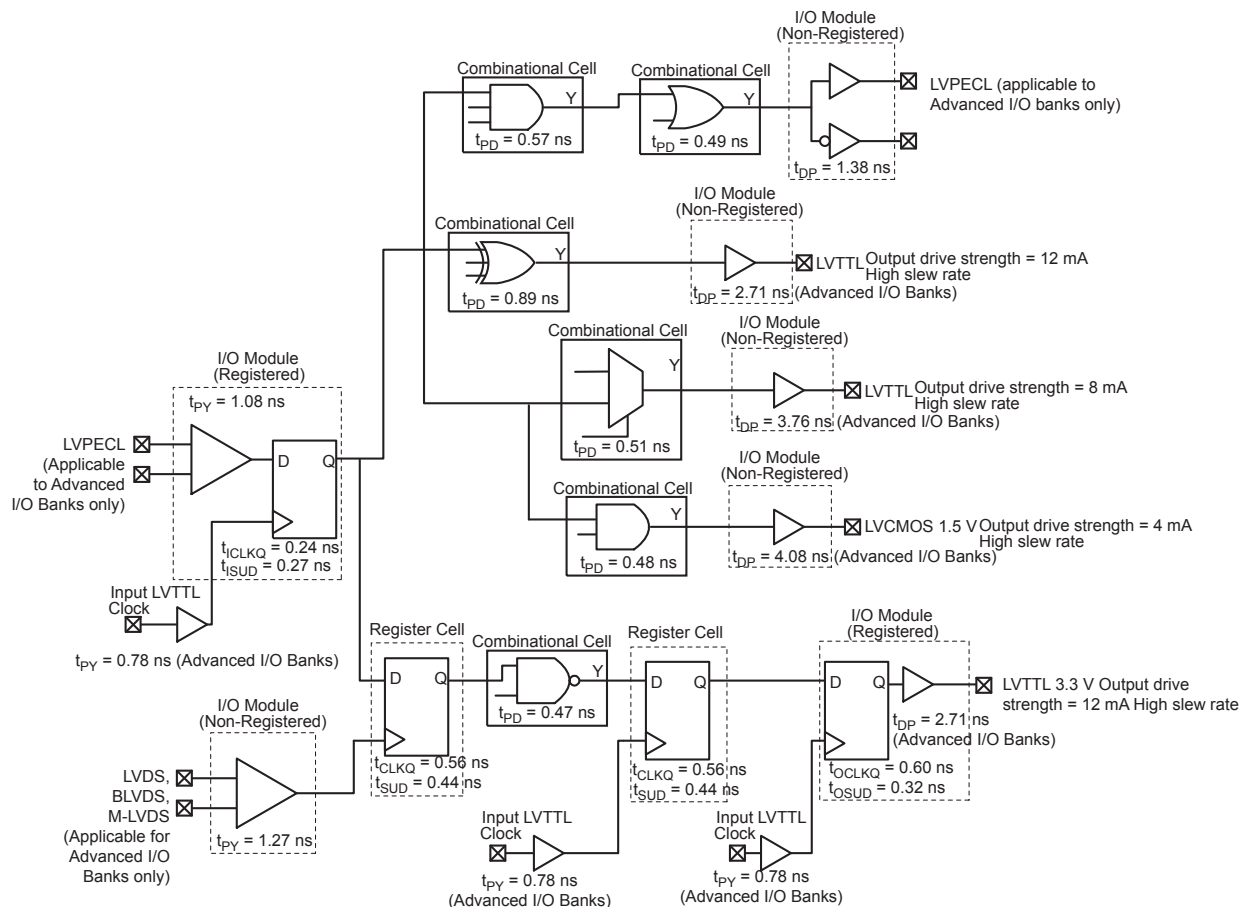 I/O Module
(Non-Registered)
Combinational Cell
Y
tPD = 0.57 ns
Combinational Cell
Y
tPD = 0.49 ns
LVPECL (applicable to
Advanced I/O banks only)
tDP = 1.38 ns
I/O Module
(Non-Registered)
Combinational Cell
Y
tPD = 0.89 ns
LVTTL Output drive strength = 12 mA
High slew rate
tDP = 2.71 ns (Advanced I/O Banks)
I/O Module
(Non-Registered)
Combinational Cell
Y
tPD = 0.51 ns
LVTTL Output drive strength = 8 mA
High slew rate
tDP = 3.76 ns (Advanced I/O Banks)
I/O Module
(Registered)
tPY = 1.08 ns
LVPECL
(Applicable
to Advanced
I/O Banks only)
D Q
tICLKQ = 0.24 ns
tISUD = 0.27 ns
Input LVTTL
Clock
tPY = 0.78 ns (Advanced I/O Banks)
I/O Module
(Non-Registered)
Combinational Cell
Y
tPD = 0.48 ns
LVCMOS 1.5 V Output drive strength = 4 mA
High slew rate
tDP = 4.08 ns (Advanced I/O Banks)
Register Cell
D Q
tCLKQ = 0.56 ns
tSUD = 0.44 ns
Combinational Cell
Y
tPD = 0.47 ns
Register Cell
D Q
tCLKQ = 0.56 ns
tSUD = 0.44 ns
I/O Module
(Registered)
D Q
tDP = 2.71 ns
(Advanced I/O Banks)
tOCLKQ = 0.60 ns
tOSUD = 0.32 ns
LVTTL 3.3 V Output drive
strength = 12 mA High slew rate
I/O Module
(Non-Registered)
LVDS,
BLVDS,
M-LVDS
(Applicable for
Advanced I/O
Banks only)
tPY = 1.27 ns
Input LVTTL
Clock
tPY = 0.78 ns
(Advanced I/O Banks)
Input LVTTL
Clock
tPY = 0.78 ns
(Advanced I/O Banks)